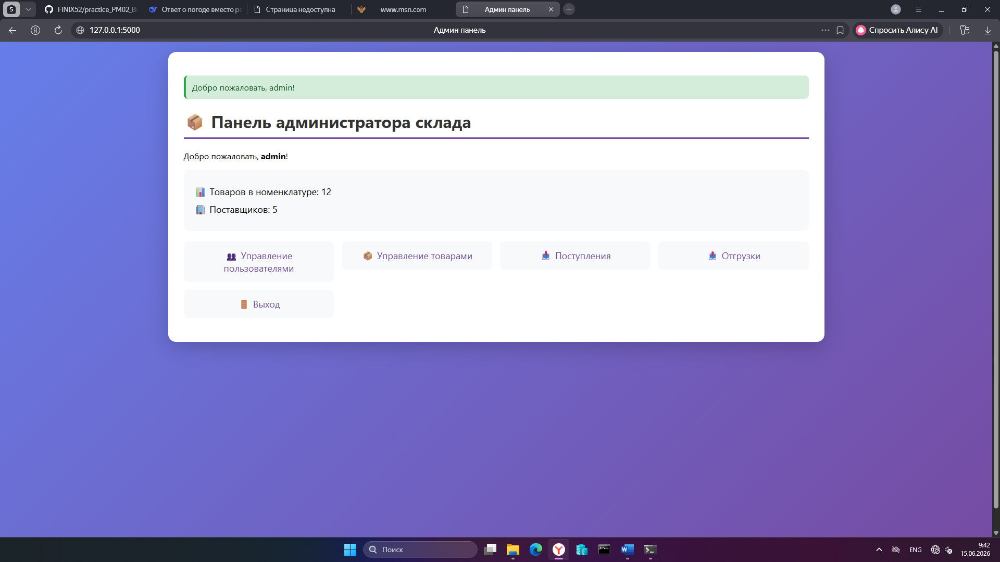 5
FINIX52/practice_PM02_B
Ответ о погоде вместо ре
Страница недоступна
www.msn.com
Админ панель
127.0.0.1:5000
Админ панель
Спросить Алису AI
Добро пожаловать, admin!
Панель администратора склада
Добро пожаловать, admin!
Товаров в номенклатуре: 12
Поставщиков: 5
Управление
пользователями
Управление товарами
Поступления
Отгрузки
Выход
Поиск
ENG
9:42
15.06.2026